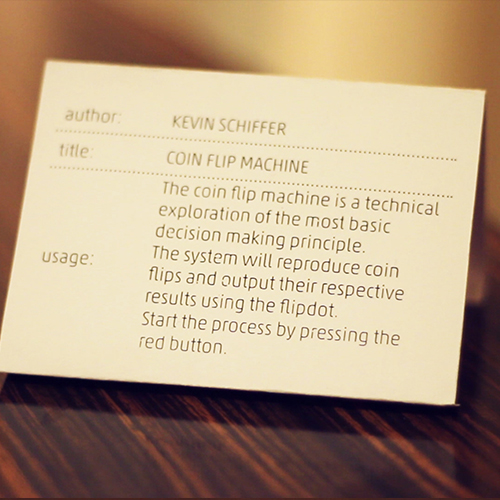 author: KEVIN SCHIFFER
title: COIN FLIP MACHINE
The coin flip machine is a technical
exploration of the most basic
decision making principle.
usage: The system will reproduce coin
flips and output their respective
results using the flipdot.
Start the process by pressing the
red button.